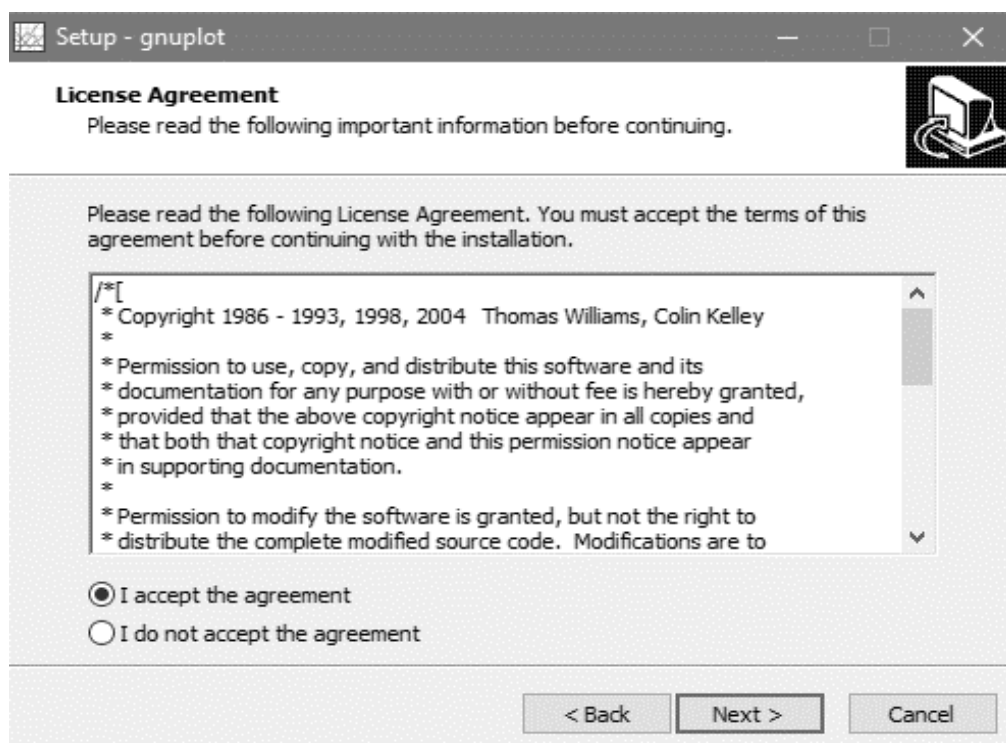 Setup - gnuplot
License Agreement
Please read the following important information before continuing.
Please read the following License Agreement. You must accept the terms of this
agreement before continuing with the installation.
/*[
* Copyright 1986 - 1993, 1998, 2004  Thomas Williams, Colin Kelley
*
* Permission to use, copy, and distribute this software and its
* documentation for any purpose with or without fee is hereby granted,
* provided that the above copyright notice appear in all copies and
* that both that copyright notice and this permission notice appear
* in supporting documentation.
*
* Permission to modify the software is granted, but not the right to
* distribute the complete modified source code.  Modifications are to
I accept the agreement
I do not accept the agreement
< Back Next > Cancel